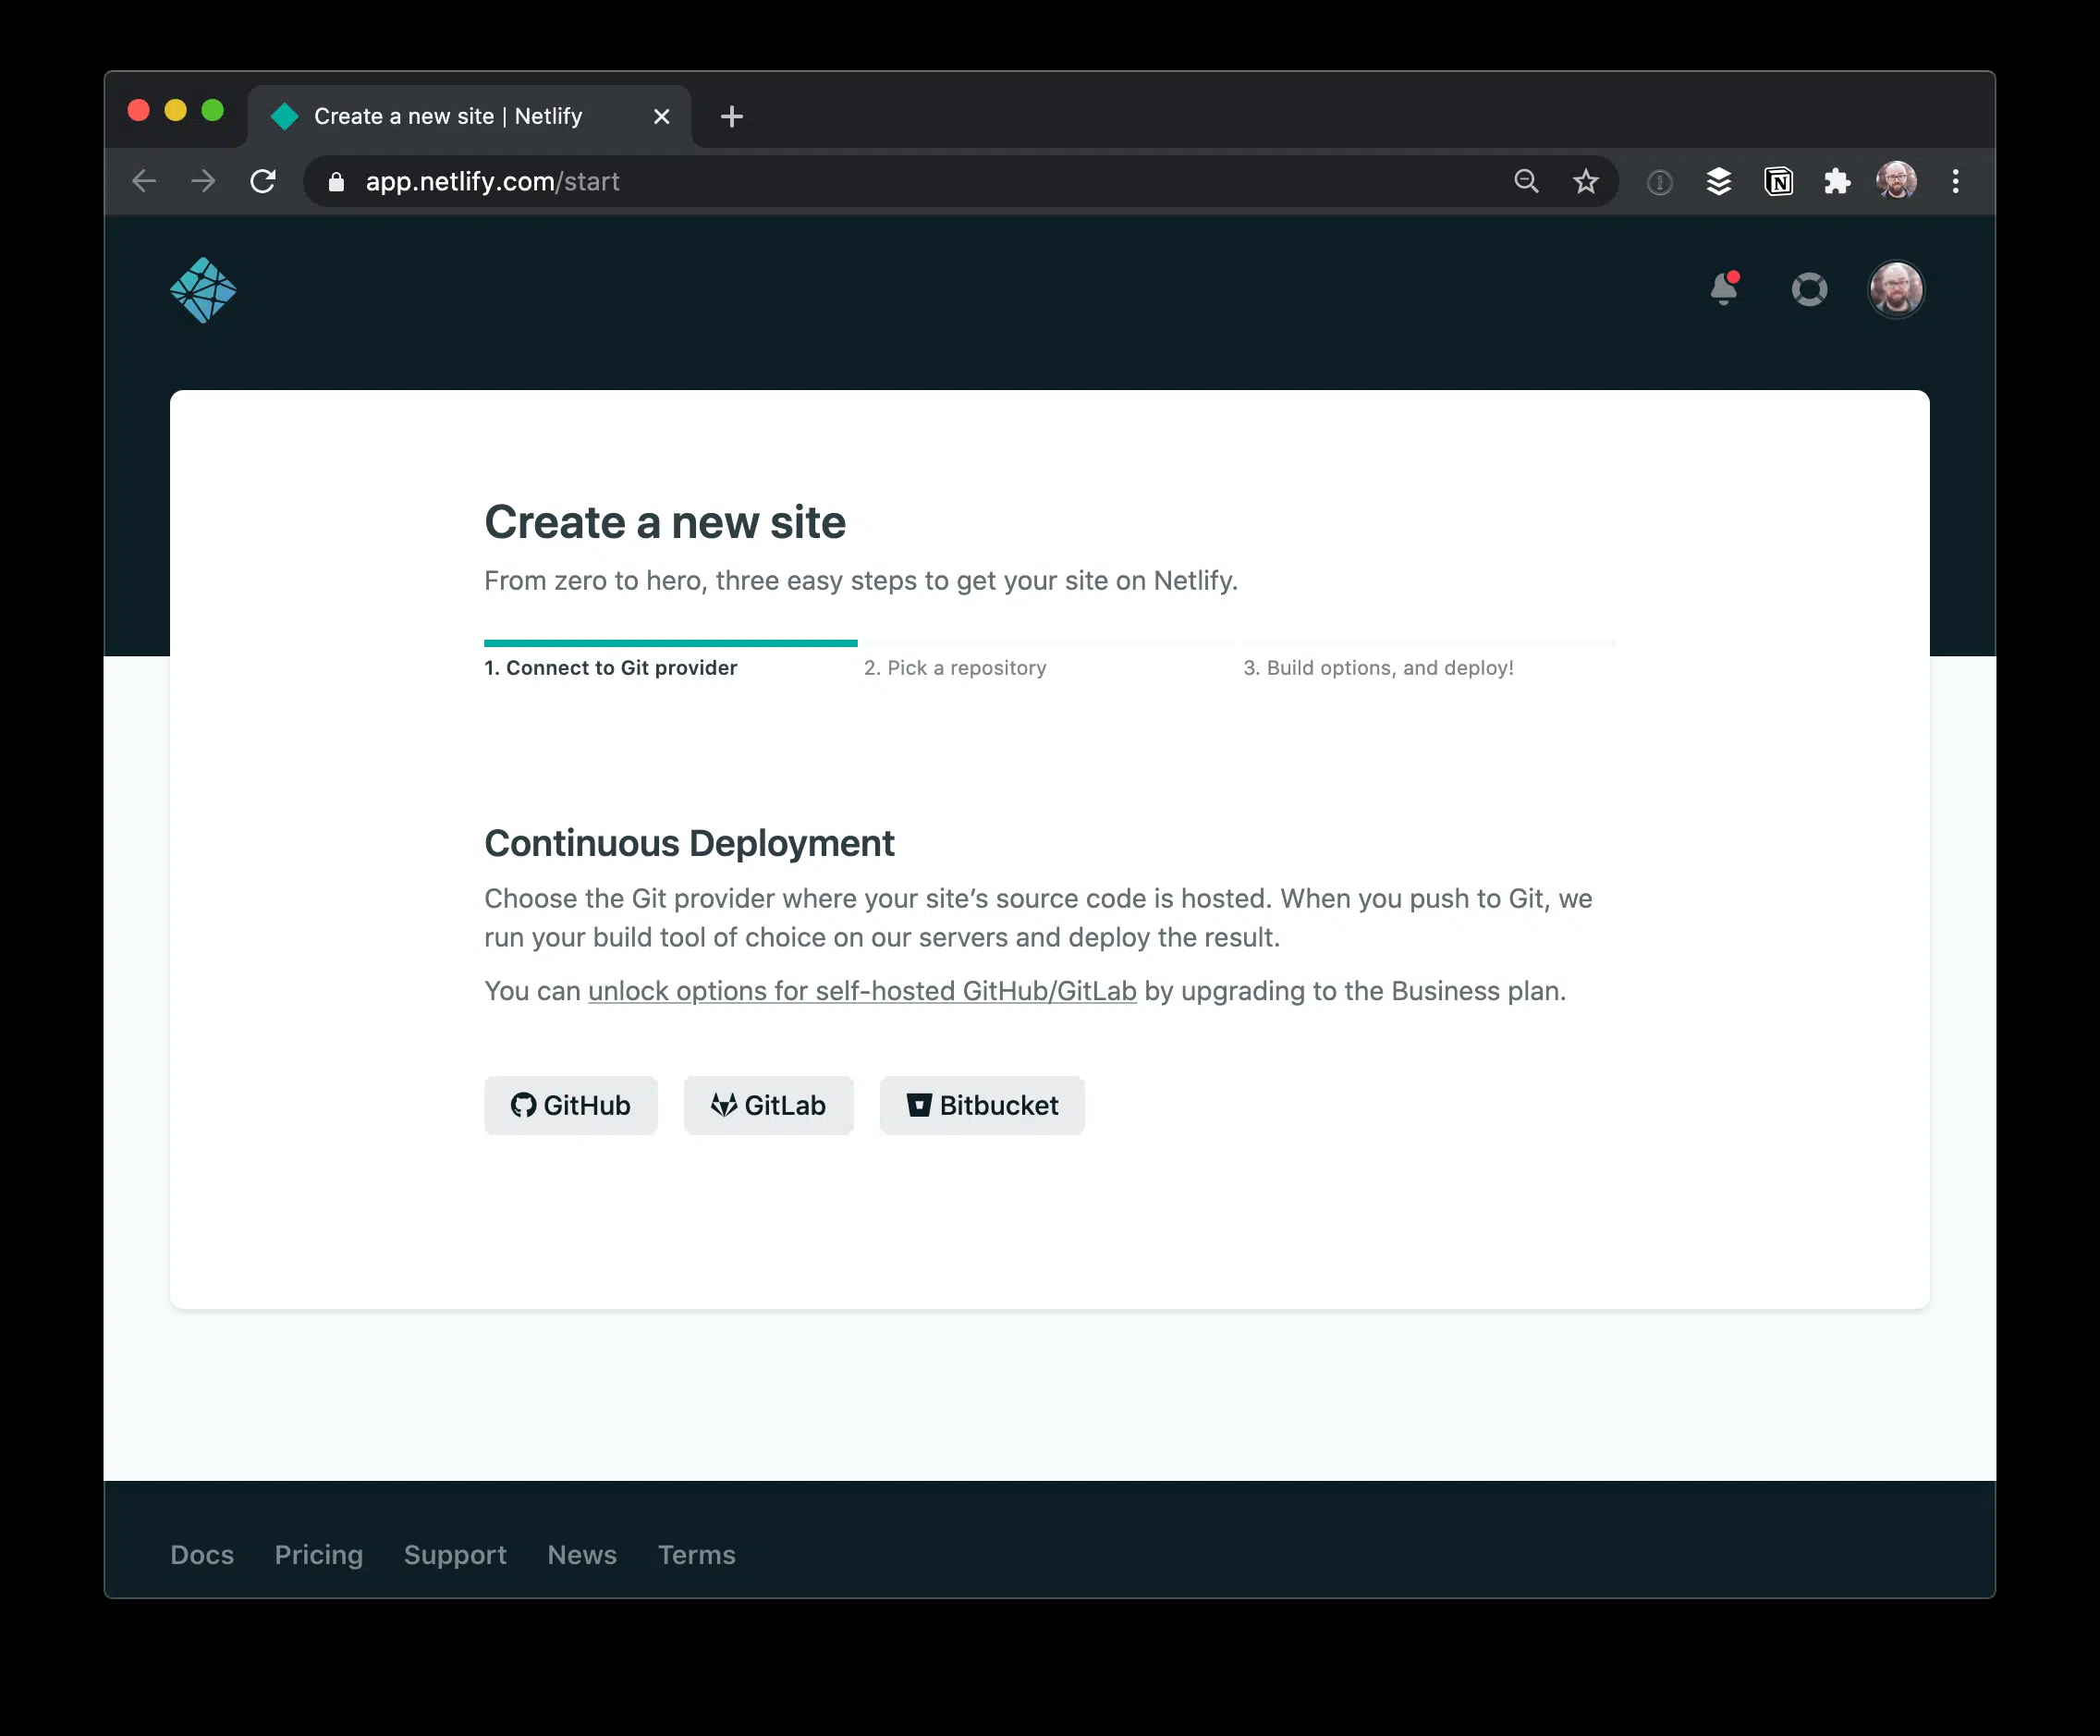 Create a new site | Netlify
app.netlify.com/start
Create a new site
From zero to hero, three easy steps to get your site on Netlify.
1. Connect to Git provider
2. Pick a repository
3. Build options, and deploy!
Continuous Deployment
Choose the Git provider where your site’s source code is hosted. When you push to Git, we
run your build tool of choice on our servers and deploy the result.
You can unlock options for self-hosted GitHub/GitLab by upgrading to the Business plan.
GitHub
GitLab
Bitbucket
Docs
Pricing
Support
News
Terms